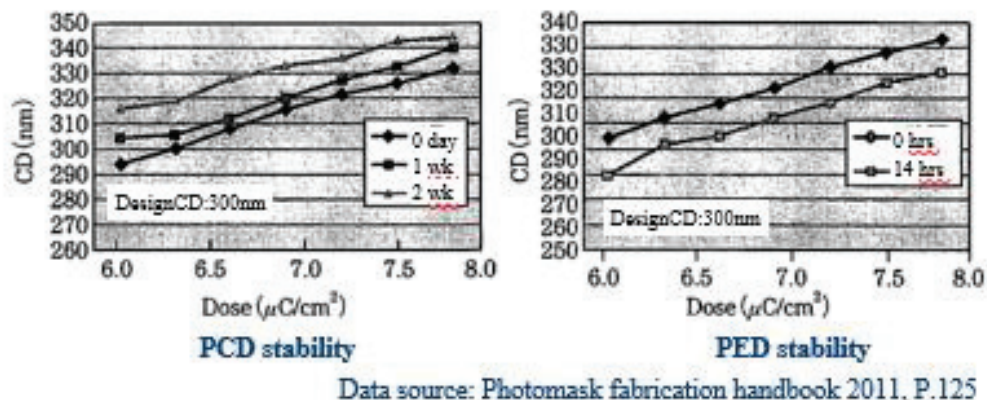 350
340
330
320
310
300
290
280
270
260
CD (nm)
0 day
1 wk
2 wk
DesignCD:300nm
6.0 6.5 7.0 7.5 8.0
Dose (μC/cm²)
PCD stability
340
330
330
320
310
300
290
280
270
260
250
CD (nm)
0 hrs
14 hrs
DesignCD:300nm
6.0 6.5 7.0 7.5 8.0
Dose (μC/cm²)
PED stability
Data source: Photomask fabrication handbook 2011, P.125